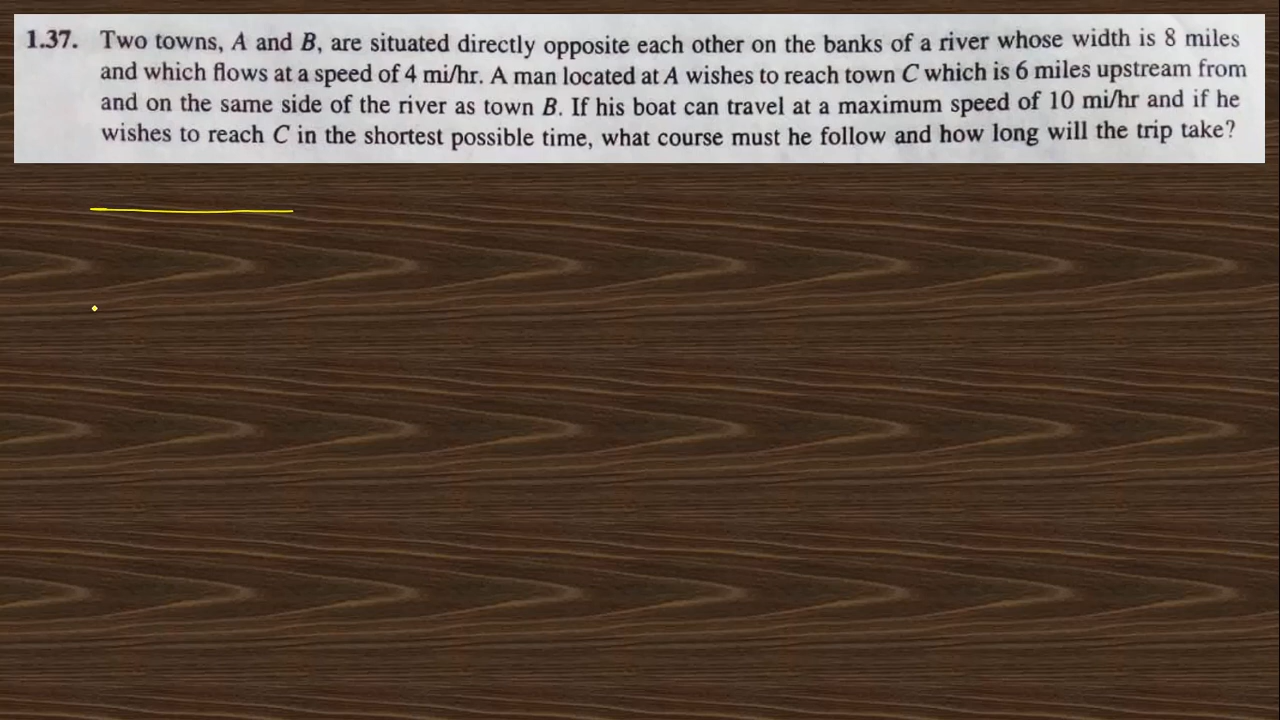 1.37. Two towns, A and B, are situated directly opposite each other on the banks of a river whose width is 8 miles
and which flows at a speed of 4 mi/hr. A man located at A wishes to reach town C which is 6 miles upstream from
and on the same side of the river as town B. If his boat can travel at a maximum speed of 10 mi/hr and if he
wishes to reach C in the shortest possible time, what course must he follow and how long will the trip take?